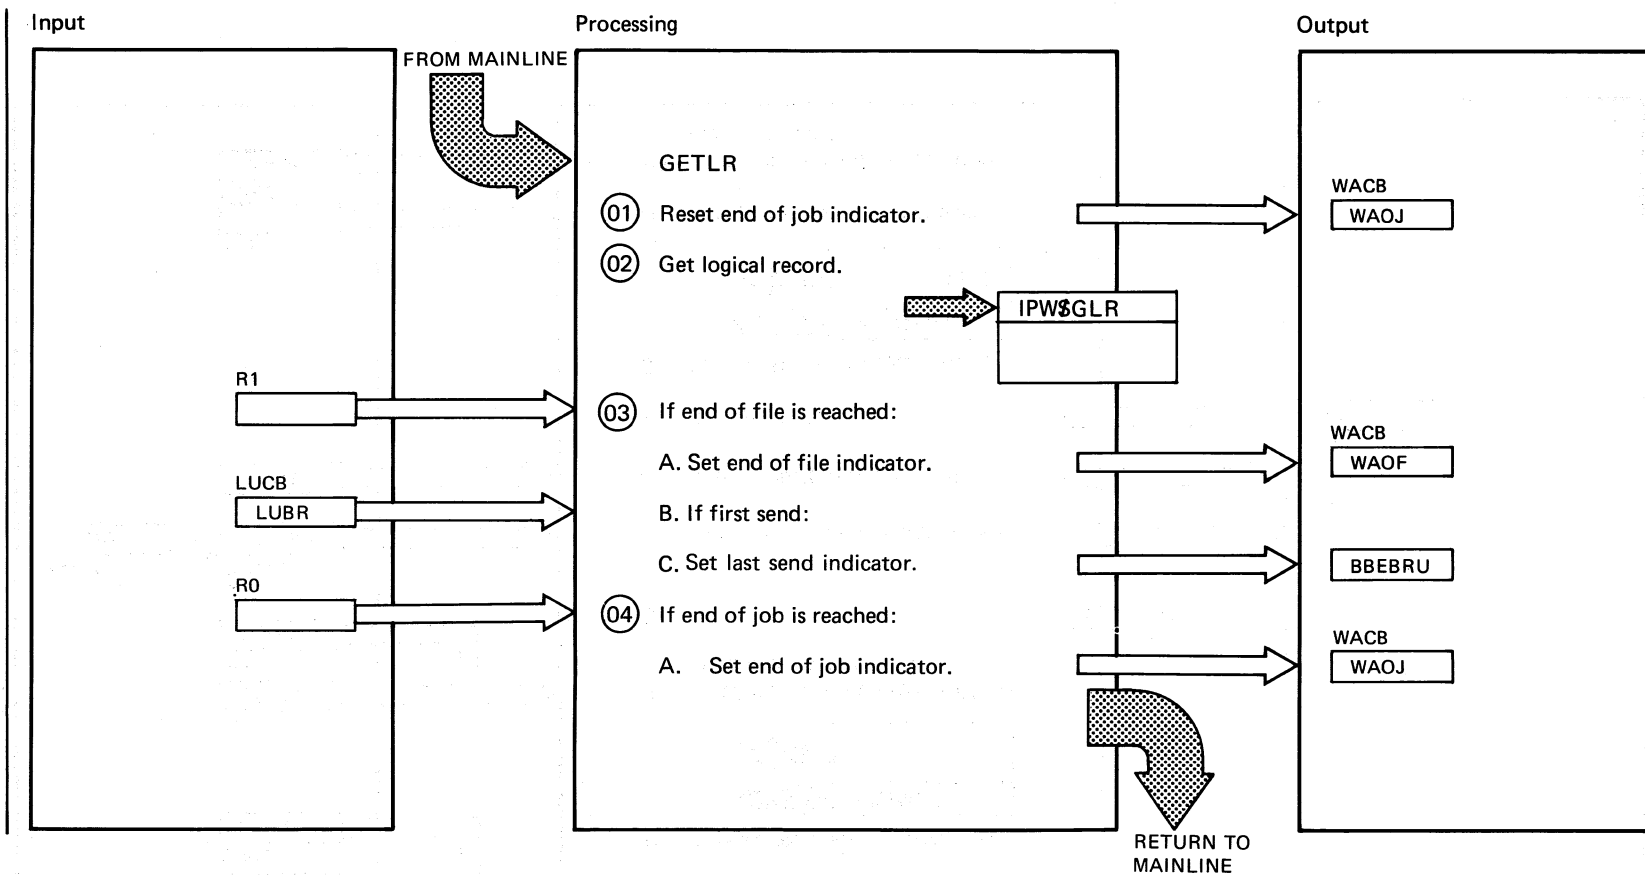 Input
Processing
Output
FROM MAINLINE
GETLR
01 Reset end of job indicator.
WACB
WAOJ
02 Get logical record.
IPW$GLR
R1
03 If end of file is reached:
A. Set end of file indicator.
WACB
WAOF
LUCB
LUBR
B. If first send:
C. Set last send indicator.
BBEBRU
R0
04 If end of job is reached:
A. Set end of job indicator.
WACB
WAOJ
RETURN TO
MAINLINE